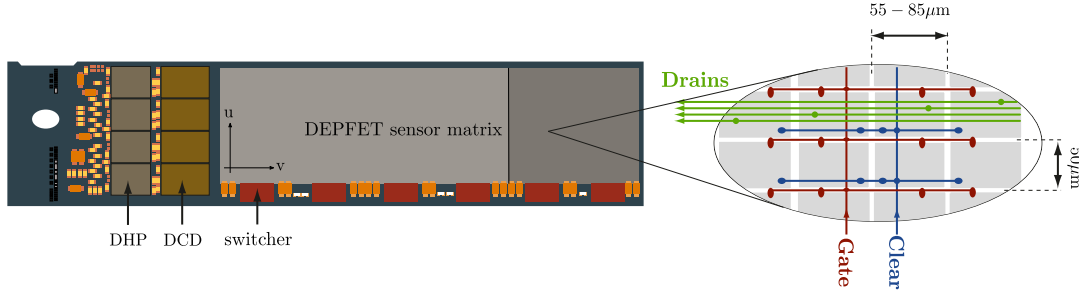 55 − 85μm
Drains
u
DEPFET sensor matrix
v
50μm
DHP
DCD
switcher
Gate
Clear